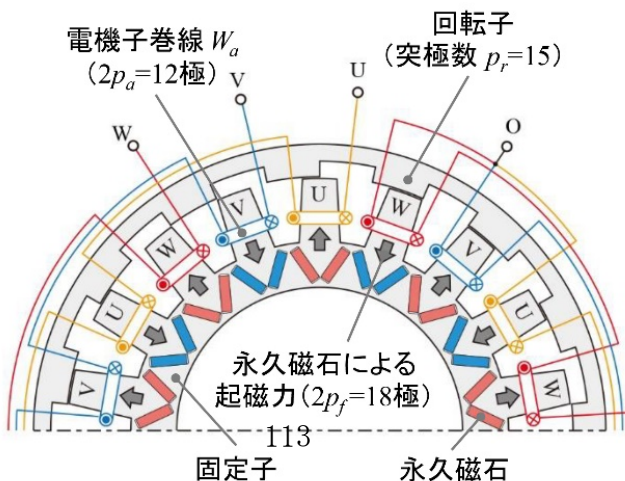 電機子巻線 Wa
（2pa=12極）
回転子
（突極数 pr=15）
W
V
U
O
V
U
W
V
U
W
V
U
W
永久磁石による
起磁力（2pf=18極）
113
固定子
永久磁石